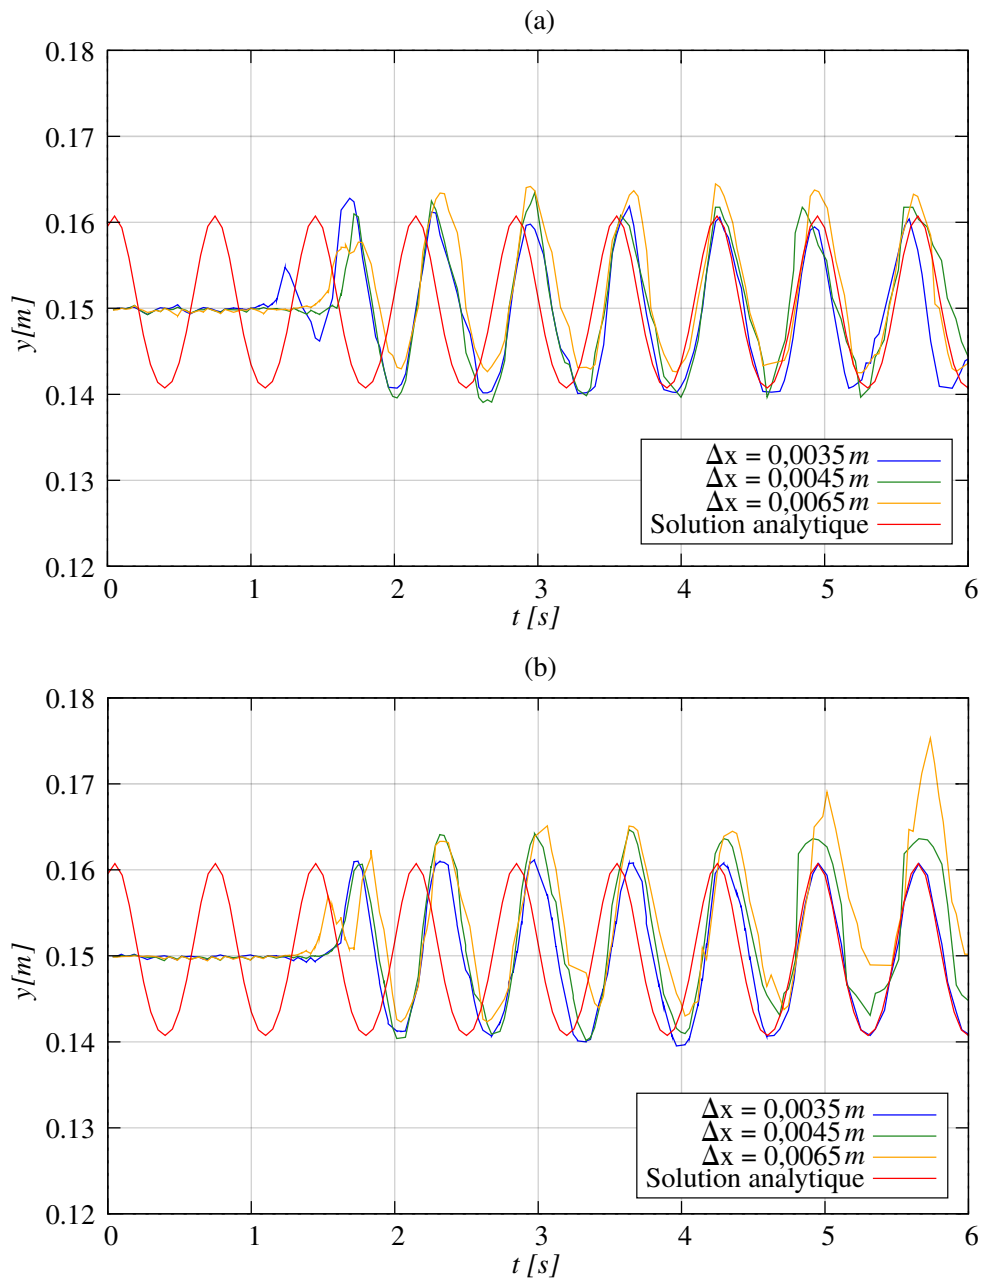 (a)
0.18
0.17
0.16
0.15
0.14
0.13
0.12
y[m]
Δx = 0,0035 m
Δx = 0,0045 m
Δx = 0,0065 m
Solution analytique
0 1 2 3 4 5 6
t [s]
(b)
0.18
0.17
0.16
0.15
0.14
0.13
0.12
y[m]
Δx = 0,0035 m
Δx = 0,0045 m
Δx = 0,0065 m
Solution analytique
0 1 2 3 4 5 6
t [s]